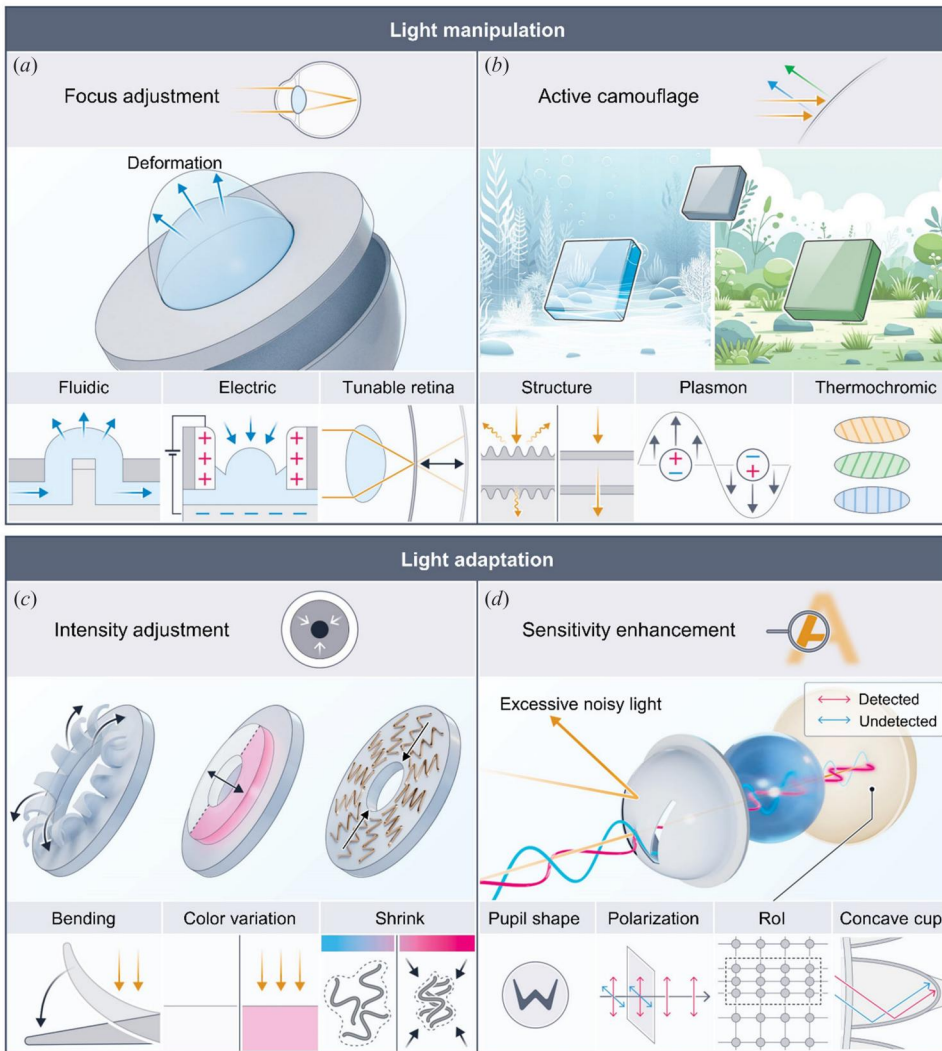 Light manipulation
(a)
Focus adjustment
Deformation
Fluidic
Electric
Tunable retina
+ +
+ +
+ +
+ +
− − − − − −
(b)
Active camouflage
Structure
Plasmon
Thermochromic
+
−
−
+
Light adaptation
(c)
Intensity adjustment
Bending
Color variation
Shrink
(d)
Sensitivity enhancement
A
Excessive noisy light
Detected
Undetected
Pupil shape
Polarization
RoI
Concave cup